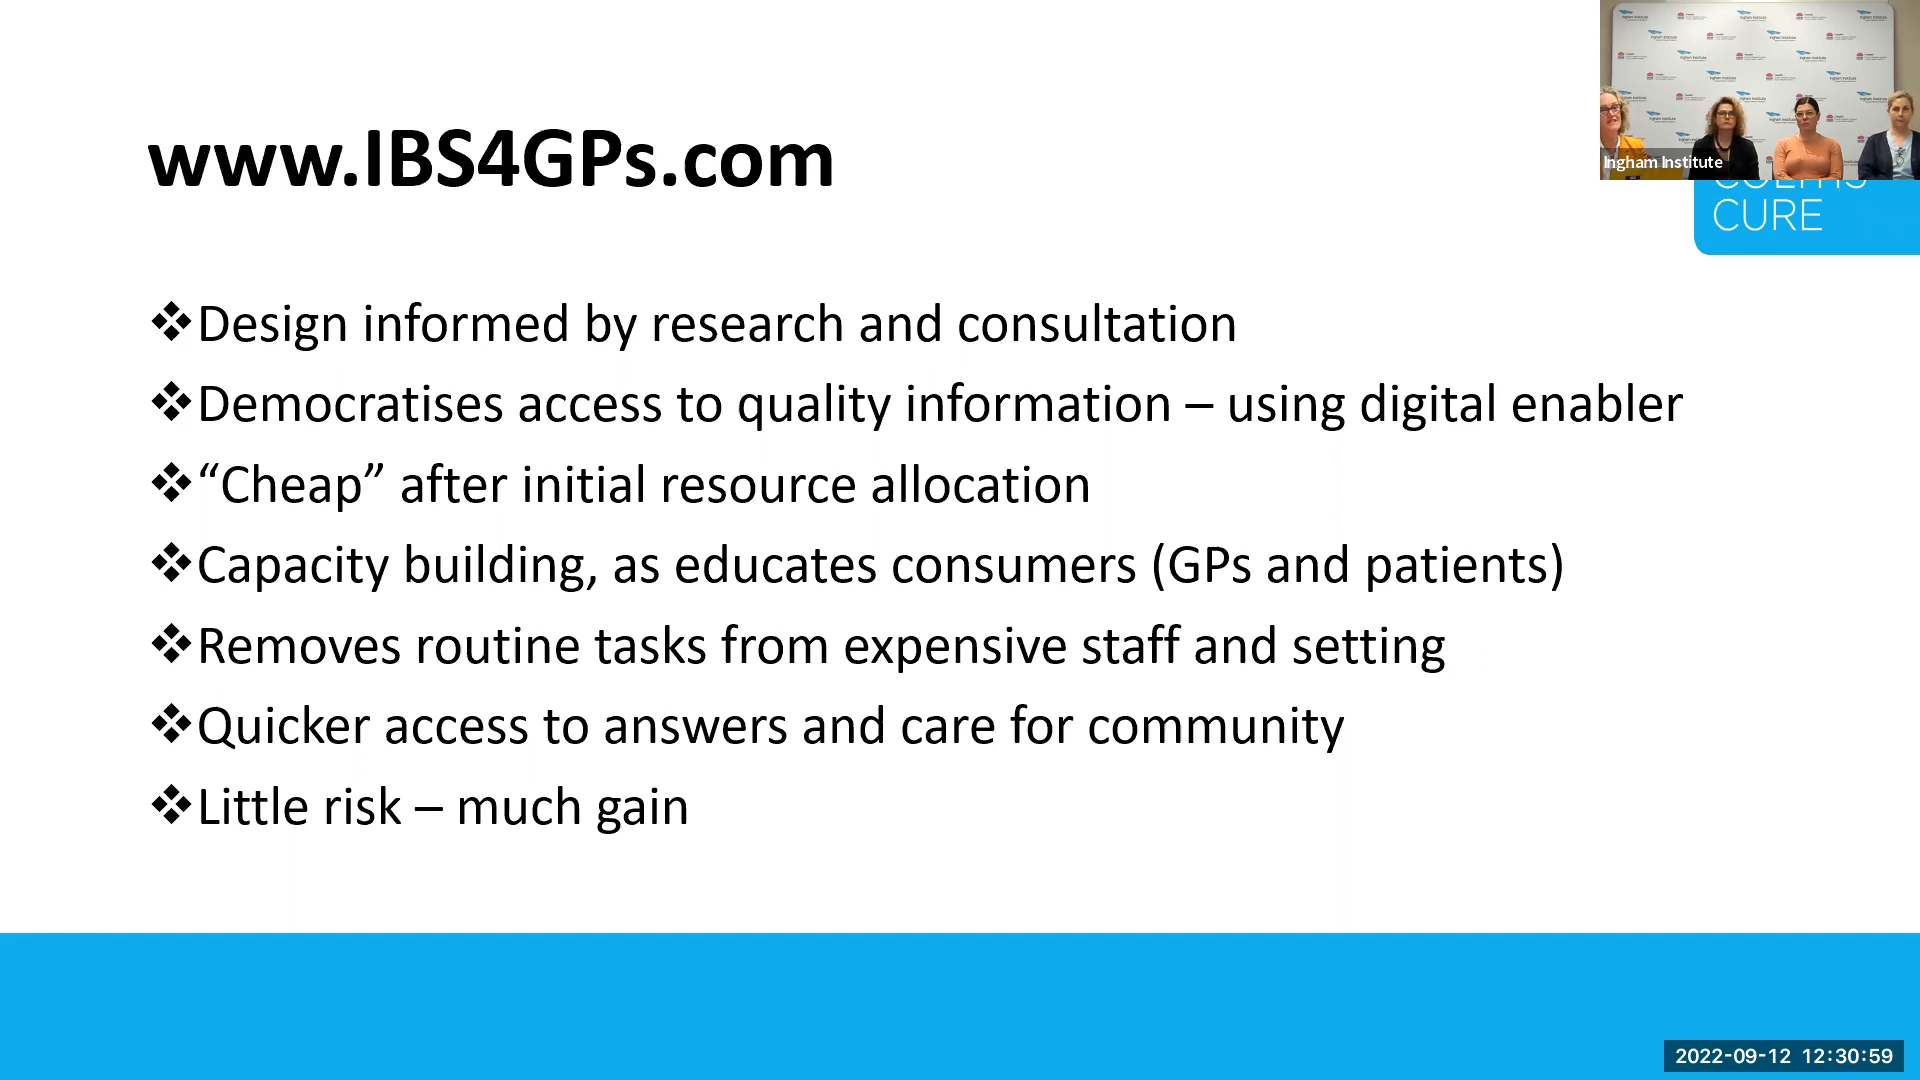 www.IBS4GPs.com
Ingham Institute
CURE
❖Design informed by research and consultation
❖Democratises access to quality information – using digital enabler
❖“Cheap” after initial resource allocation
❖Capacity building, as educates consumers (GPs and patients)
❖Removes routine tasks from expensive staff and setting
❖Quicker access to answers and care for community
❖Little risk – much gain
2022-09-12 12:30:59